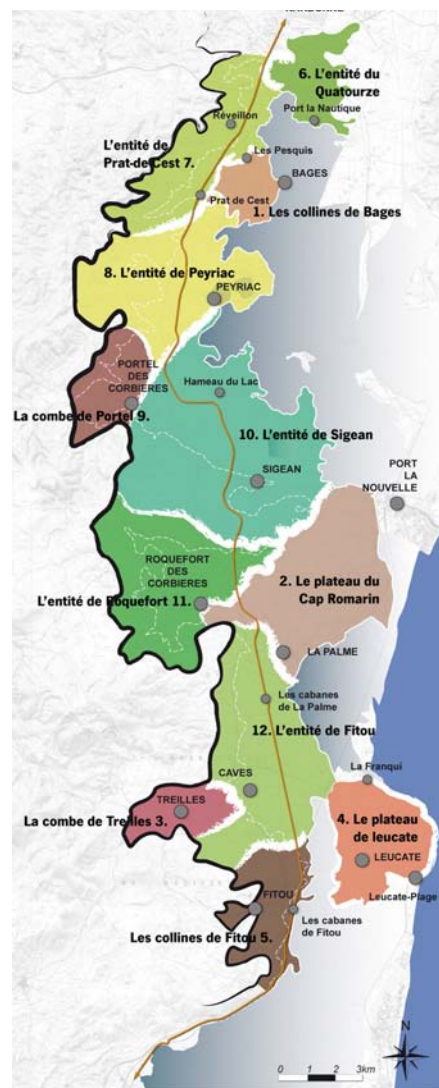 NARBONNE
6. L'entité du
Quatourze
Port la Nautique
Réveillon
L'entité de
Prat-de Cest 7.
Les Pesquis
BAGES
Prat de Cest
1. Les collines de Bages
8. L'entité de Peyriac
PEYRIAC
PORTEL
DES
CORBIERES
Hameau du Lac
La combe de Portel 9.
10. L'entité de Sigean
PORT
LA
NOUVELLE
SIGEAN
ROQUEFORT
DES
CORBIERES
2. Le plateau du
Cap Romarin
L'entité de Roquefort 11.
LA PALME
Les cabanes
de La Palme
12. L'entité de Fitou
La Franqui
CAVES
TREILLES
La combe de Treilles 3.
4. Le plateau
de leucate
LEUCATE
Leucate-Plage
FITOU
Les cabanes
de Fitou
Les collines de Fitou 5.
N
0 1 2 3km